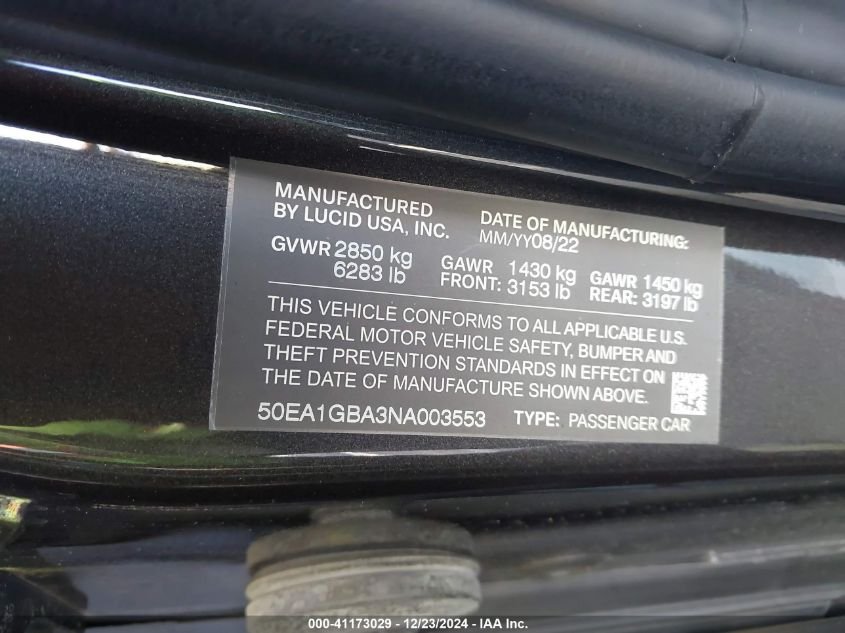 MANUFACTURED
BY LUCID USA, INC.
DATE OF MANUFACTURING:
MM/YY08/22
GVWR 2850 kg
6283 lb
GAWR 1430 kg
FRONT: 3153 lb
GAWR 1450 kg
REAR: 3197 lb
THIS VEHICLE CONFORMS TO ALL APPLICABLE U.S.
FEDERAL MOTOR VEHICLE SAFETY, BUMPER AND
THEFT PREVENTION STANDARDS IN EFFECT ON
THE DATE OF MANUFACTURE SHOWN ABOVE.
50EA1GBA3NA003553 TYPE: PASSENGER CAR
000-41173029 - 12/23/2024 - IAA Inc.